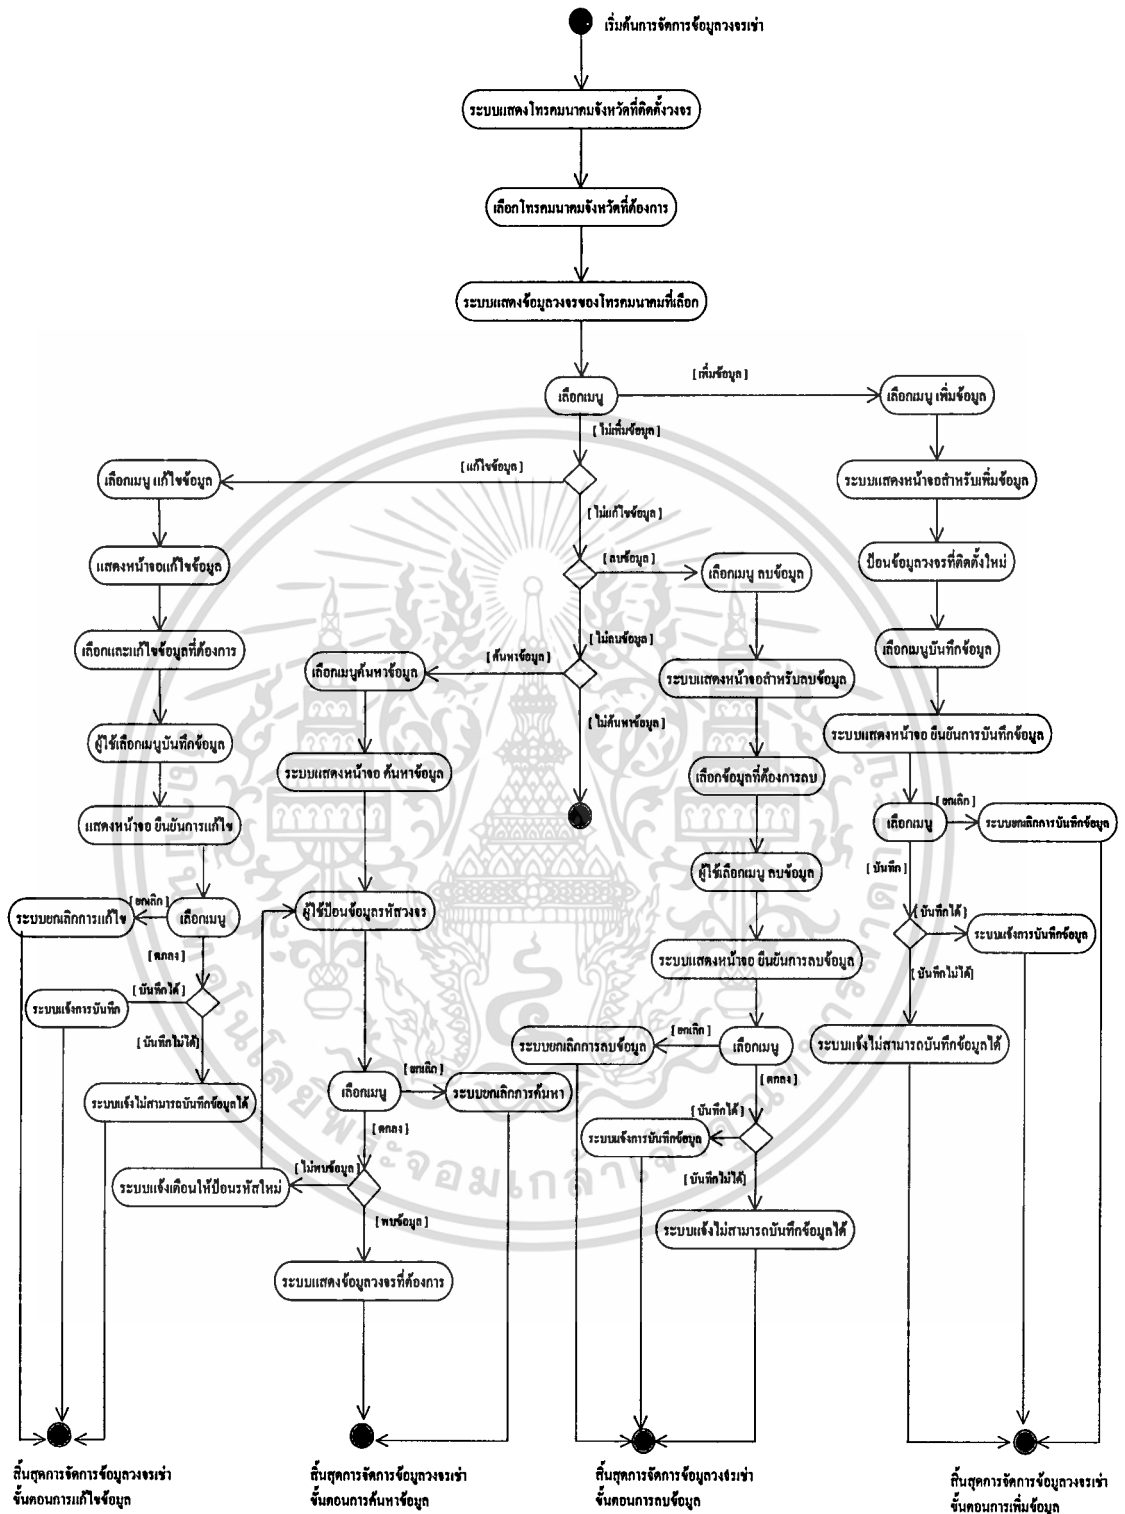 เริ่มต้นการจัดการข้อมูลวงจรเช่า
ระบบแสดงโทรคมนาคมจังหวัดที่ติดตั้งวงจร
เลือกโทรคมนาคมจังหวัดที่ต้องการ
ระบบแสดงข้อมูลวงจรของโทรคมนาคมที่เลือก
เลือกเมนู
[ เพิ่มข้อมูล ]
เลือกเมนู เพิ่มข้อมูล
[ ไม่เพิ่มข้อมูล ]
[ แก้ไขข้อมูล ]
เลือกเมนู แก้ไขข้อมูล
ระบบแสดงหน้าจอสำหรับเพิ่มข้อมูล
[ ไม่แก้ไขข้อมูล ]
แสดงหน้าจอแก้ไขข้อมูล
[ ลบข้อมูล ]
เลือกเมนู ลบข้อมูล
ป้อนข้อมูลวงจรที่ติดตั้งใหม่
[ ไม่ลบข้อมูล ]
เลือกและแก้ไขข้อมูลที่ต้องการ
[ ค้นหาข้อมูล ]
เลือกเมนูค้นหาข้อมูล
ระบบแสดงหน้าจอสำหรับลบข้อมูล
เลือกเมนูบันทึกข้อมูล
[ ไม่ค้นหาข้อมูล ]
ผู้ใช้เลือกเมนูบันทึกข้อมูล
ระบบแสดงหน้าจอ ค้นหาข้อมูล
เลือกข้อมูลที่ต้องการลบ
ระบบแสดงหน้าจอ ยืนยันการบันทึกข้อมูล
แสดงหน้าจอ ยืนยันการแก้ไข
เลือกเมนู
[ ยกเลิก ]
ระบบยกเลิกการบันทึกข้อมูล
ผู้ใช้เลือกเมนู ลบข้อมูล
[ บันทึก ]
ระบบยกเลิกการแก้ไข
[ ยกเลิก ]
เลือกเมนู
ผู้ใช้ป้อนข้อมูลรหัสวงจร
[ บันทึกได้ ]
ระบบแจ้งการบันทึกข้อมูล
[ ตกลง ]
ระบบแสดงหน้าจอ ยืนยันการลบข้อมูล
[ บันทึกไม่ได้]
ระบบแจ้งการบันทึก
[ บันทึกได้ ]
[ บันทึกไม่ได้]
ระบบยกเลิกการลบข้อมูล
[ ยกเลิก ]
เลือกเมนู
ระบบแจ้งไม่สามารถบันทึกข้อมูลได้
[ ตกลง ]
ระบบแจ้งไม่สามารถบันทึกข้อมูลได้
เลือกเมนู
[ ยกเลิก ]
ระบบยกเลิกการค้นหา
[ ตกลง ]
[ บันทึกได้ ]
ระบบแจ้งการบันทึกข้อมูล
ระบบแจ้งเตือนให้ป้อนรหัสใหม่
[ ไม่พบข้อมูล ]
[ บันทึกไม่ได้]
[ พบข้อมูล ]
ระบบแจ้งไม่สามารถบันทึกข้อมูลได้
ระบบแสดงข้อมูลวงจรที่ต้องการ
สิ้นสุดการจัดการข้อมูลวงจรเช่า
ขั้นตอนการแก้ไขข้อมูล
สิ้นสุดการจัดการข้อมูลวงจรเช่า
ขั้นตอนการค้นหาข้อมูล
สิ้นสุดการจัดการข้อมูลวงจรเช่า
ขั้นตอนการลบข้อมูล
สิ้นสุดการจัดการข้อมูลวงจรเช่า
ขั้นตอนการเพิ่มข้อมูล